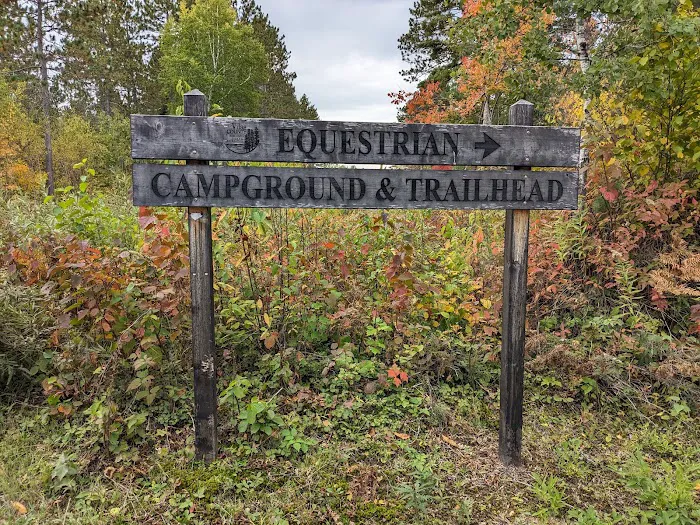 EQUESTRIAN →
CAMPGROUND & TRAILHEAD